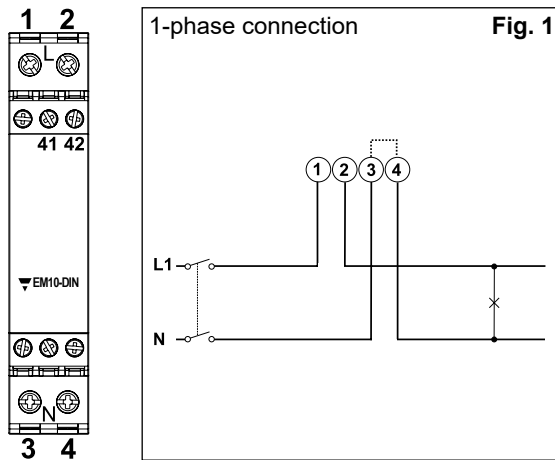 1 2
L
41 42
EM10-DIN
N
3 4
1-phase connection Fig. 1
1 2 3 4
L1
N